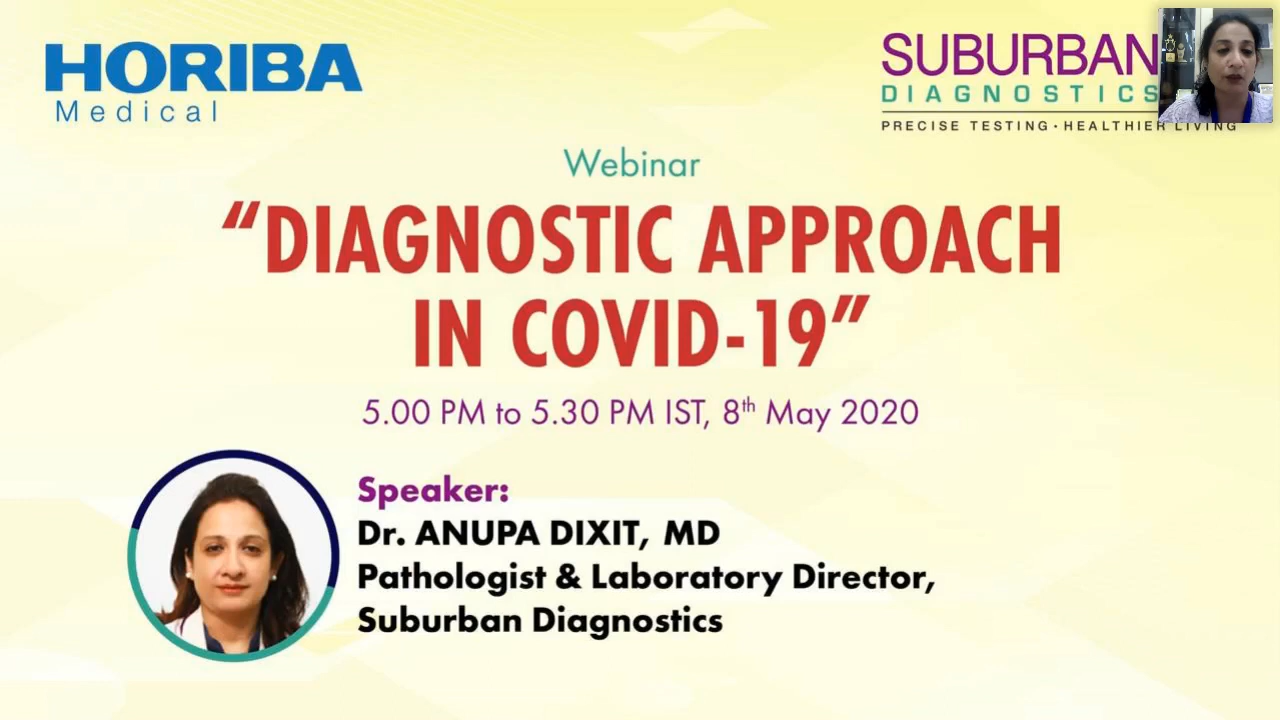 HORIBA
Medical
SUBURBAN
DIAGNOSTICS
PRECISE TESTING · HEALTHIER LIVING
Webinar
“DIAGNOSTIC APPROACH
IN COVID-19”
5.00 PM to 5.30 PM IST, 8th May 2020
Speaker:
Dr. ANUPA DIXIT, MD
Pathologist & Laboratory Director,
Suburban Diagnostics